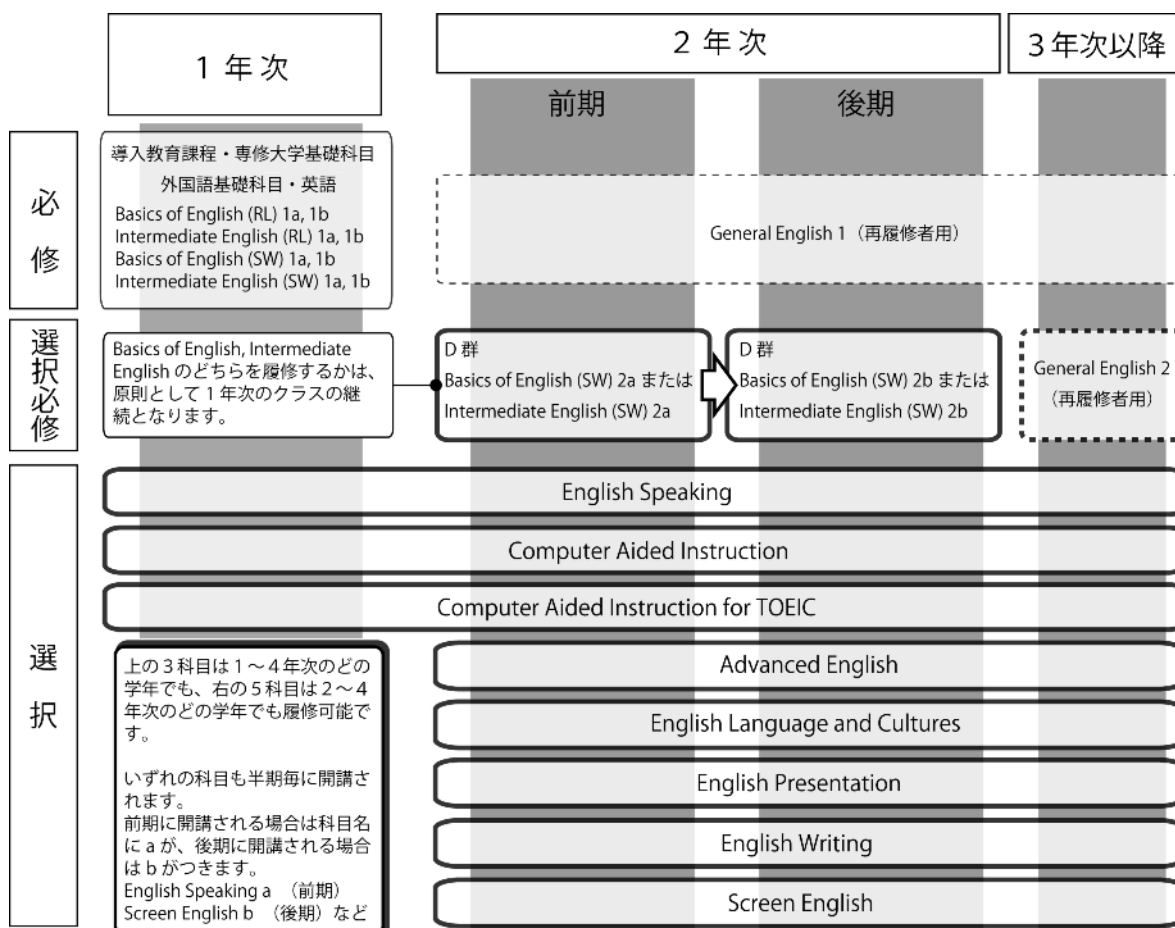 1 年 次
2 年 次
3 年次以降
前期
後期
必修
導入教育課程・専修大学基礎科目
外国語基礎科目・英語
Basics of English (RL) 1a, 1b
Intermediate English (RL) 1a, 1b
Basics of English (SW) 1a, 1b
Intermediate English (SW) 1a, 1b
General English 1（再履修者用）
選択必修
Basics of English, Intermediate
English のどちらを履修するかは、
原則として 1 年次のクラスの継
続となります。
D 群
Basics of English (SW) 2a または
Intermediate English (SW) 2a
D 群
Basics of English (SW) 2b または
Intermediate English (SW) 2b
General English 2
（再履修者用）
選択
English Speaking
Computer Aided Instruction
Computer Aided Instruction for TOEIC
上の３科目は１～４年次のどの
学年でも、右の５科目は２～４
年次のどの学年でも履修可能で
す。
いずれの科目も半期毎に開講さ
れます。
前期に開講される場合は科目名
に a が、後期に開講される場合
は b がつきます。
English Speaking a （前期）
Screen English b （後期）など
Advanced English
English Language and Cultures
English Presentation
English Writing
Screen English